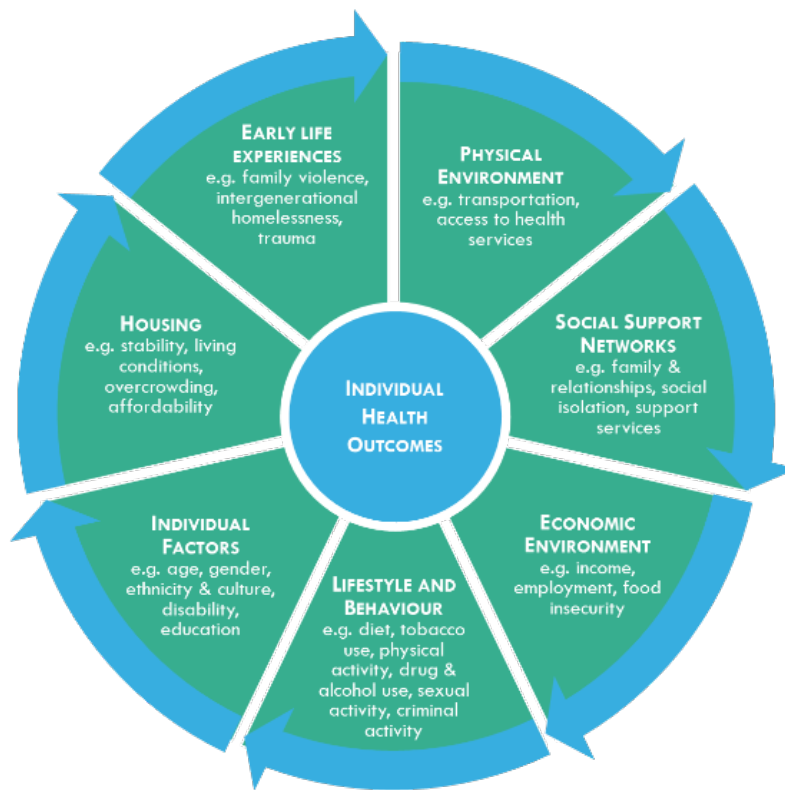 EARLY LIFE
EXPERIENCES
e.g. family violence,
intergenerational
homelessness,
trauma
PHYSICAL
ENVIRONMENT
e.g. transportation,
access to health
services
SOCIAL SUPPORT
NETWORKS
e.g. family &
relationships, social
isolation, support
services
ECONOMIC
ENVIRONMENT
e.g. income,
employment, food
insecurity
LIFESTYLE AND
BEHAVIOUR
e.g. diet, tobacco
use, physical
activity, drug &
alcohol use, sexual
activity, criminal
activity
INDIVIDUAL
FACTORS
e.g. age, gender,
ethnicity & culture,
disability,
education
HOUSING
e.g. stability, living
conditions,
overcrowding,
affordability
INDIVIDUAL
HEALTH
OUTCOMES